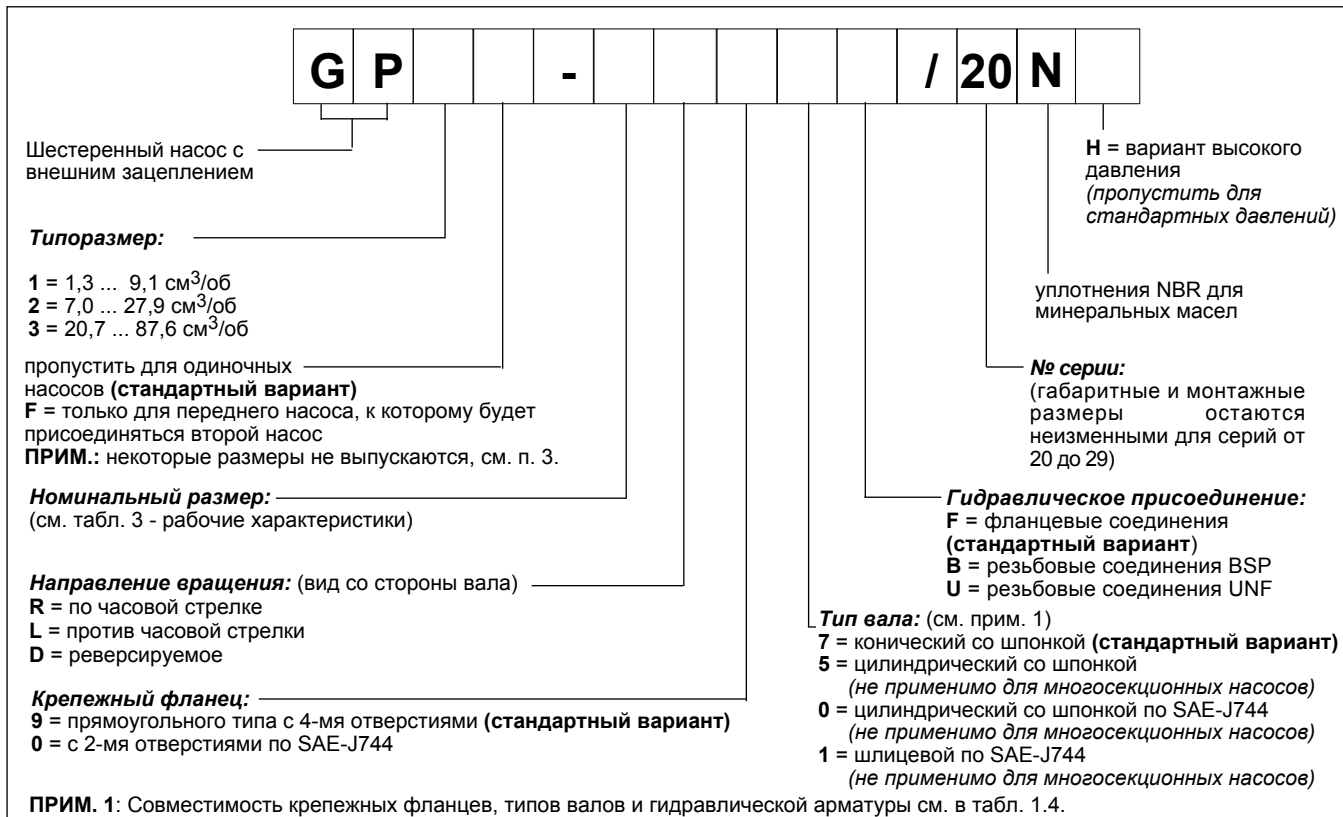 G P - / 20 N
Шестеренный насос с
внешним зацеплением
H = вариант высокого
давления
(пропустить для
стандартных давлений)
Типоразмер:
1 = 1,3 ... 9,1 см3/об
2 = 7,0 ... 27,9 см3/об
3 = 20,7 ... 87,6 см3/об
уплотнения NBR для
минеральных масел
пропустить для одиночных
насосов (стандартный вариант)
F = только для переднего насоса, к которому будет
присоединяться второй насос
ПРИМ.: некоторые размеры не выпускаются, см. п. 3.
№ серии:
(габаритные и монтажные
размеры остаются
неизменными для серий от
20 до 29)
Номинальный размер:
(см. табл. 3 - рабочие характеристики)
Гидравлическое присоединение:
F = фланцевые соединения
(стандартный вариант)
B = резьбовые соединения BSP
U = резьбовые соединения UNF
Направление вращения: (вид со стороны вала)
R = по часовой стрелке
L = против часовой стрелки
D = реверсируемое
Тип вала: (см. прим. 1)
7 = конический со шпонкой (стандартный вариант)
5 = цилиндрический со шпонкой
(не применимо для многосекционных насосов)
0 = цилиндрический со шпонкой по SAE-J744
(не применимо для многосекционных насосов)
1 = шлицевой по SAE-J744
(не применимо для многосекционных насосов)
Крепежный фланец:
9 = прямоугольного типа с 4-мя отверстиями (стандартный вариант)
0 = с 2-мя отверстиями по SAE-J744
ПРИМ. 1: Совместимость крепежных фланцев, типов валов и гидравлической арматуры см. в табл. 1.4.